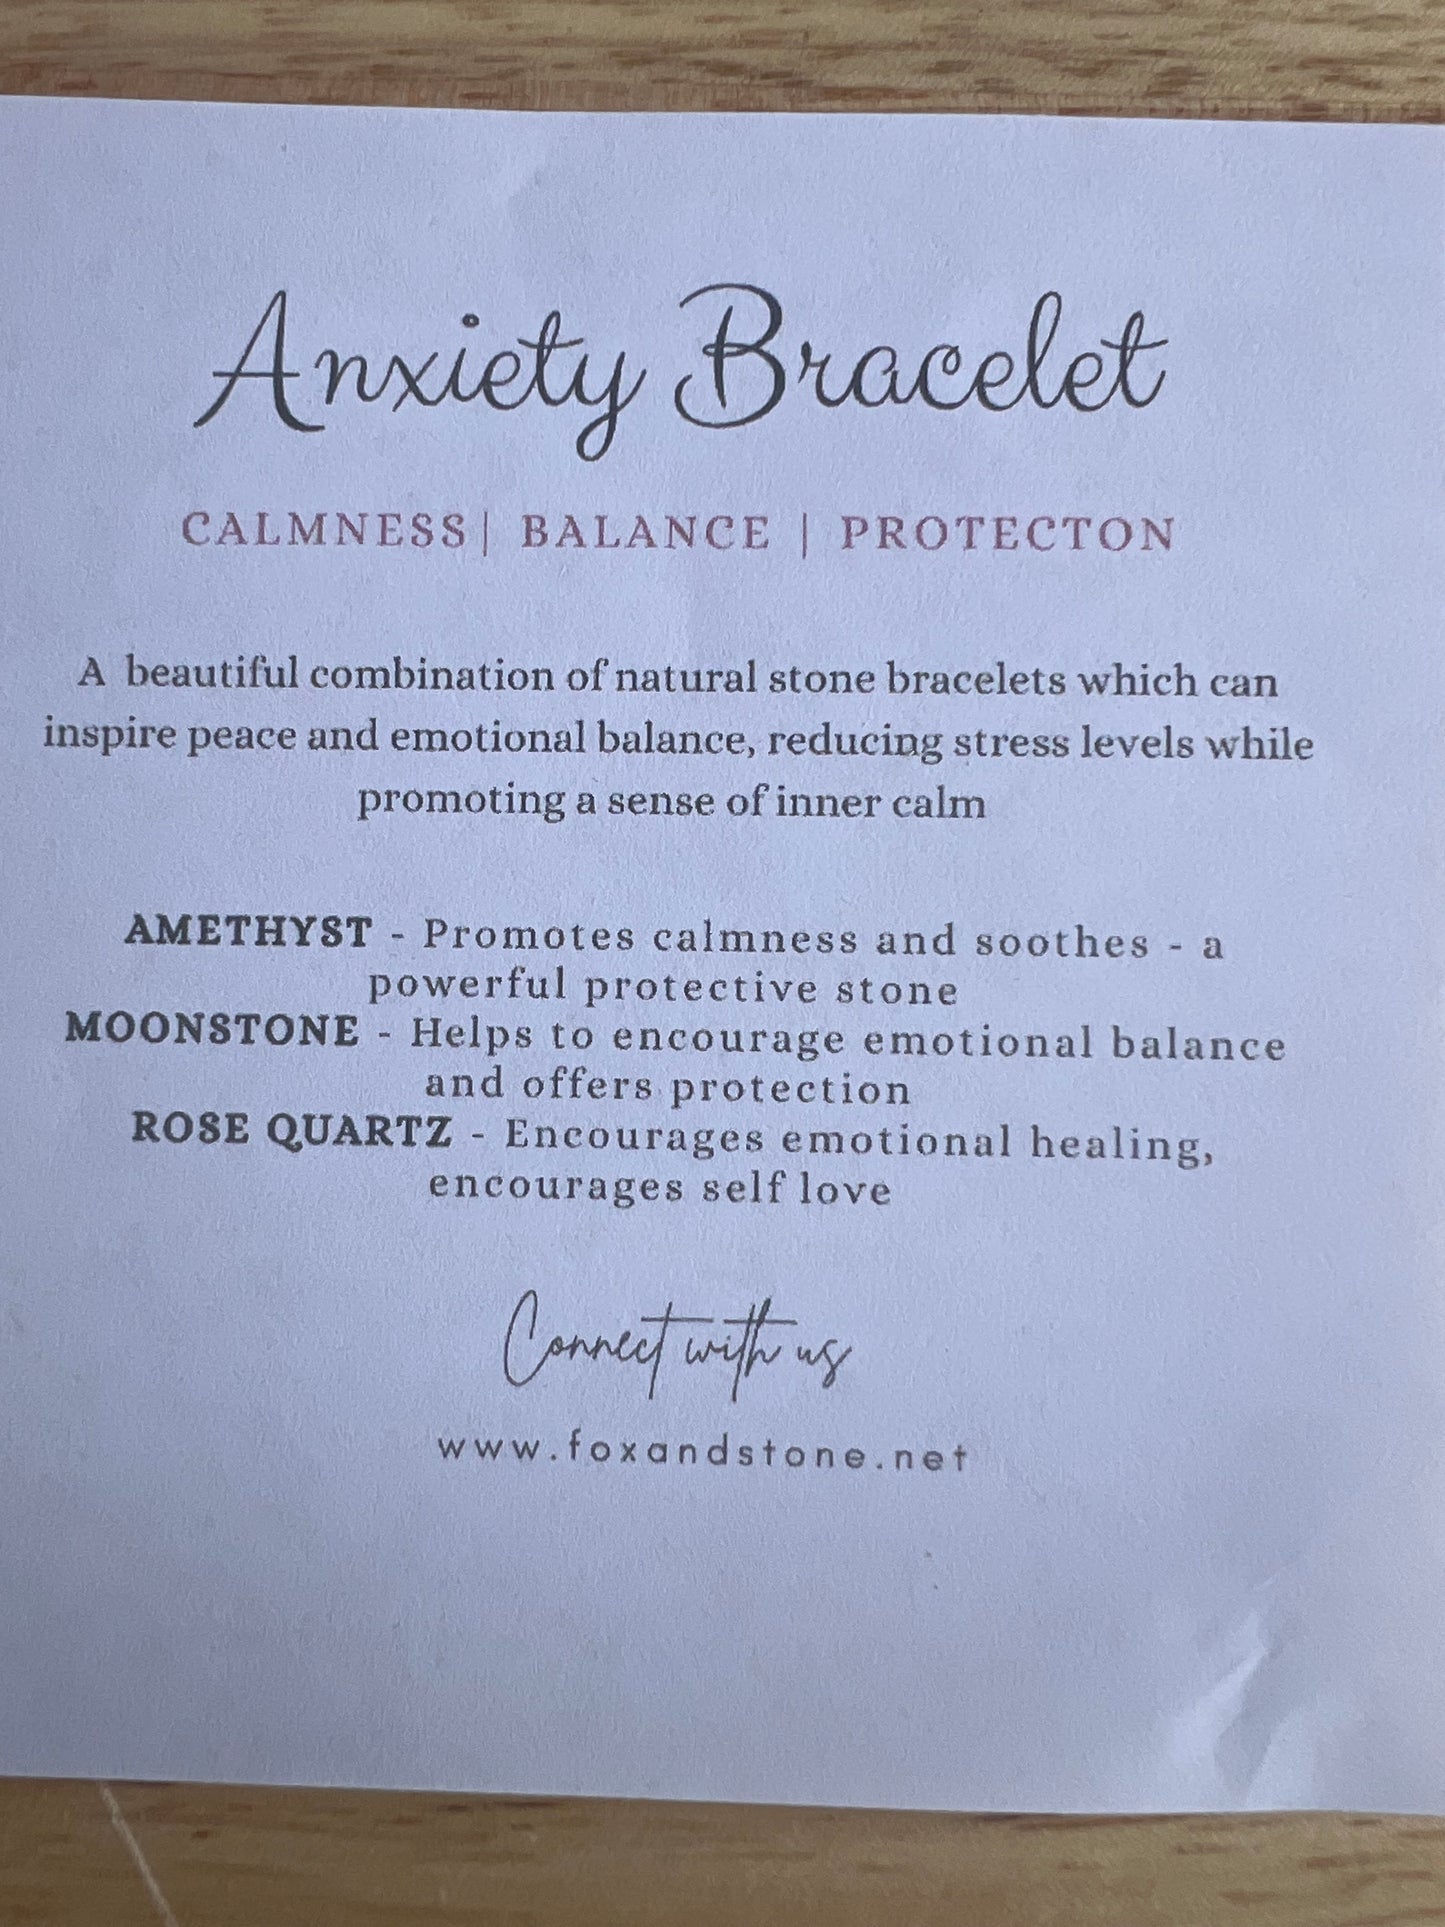 Anxiety Bracelet
CALMNESS| BALANCE | PROTECTON
A beautiful combination of natural stone bracelets which can
inspire peace and emotional balance, reducing stress levels while
promoting a sense of inner calm
AMETHYST - Promotes calmness and soothes - a
powerful protective stone
MOONSTONE - Helps to encourage emotional balance
and offers protection
ROSE QUARTZ - Encourages emotional healing,
encourages self love
Connect with us
www.foxandstone.net